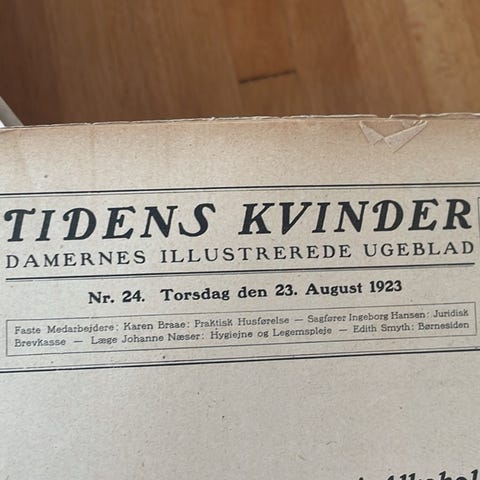 TIDENS KVINDER
DAMERNES ILLUSTREREDE UGEBLAD
Nr. 24. Torsdag den 23. August 1923
Faste Medarbejdere: Karen Braae: Praktisk Husførelse — Sagfører Ingeborg Hansen: Juridisk
Brevkasse — Læge Johanne Næser: Hygiejne og Legemspleje — Edith Smyth: Børnesiden